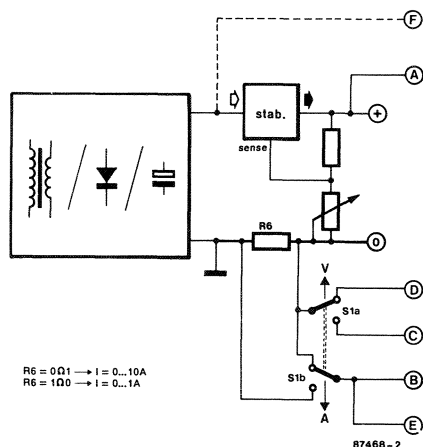 F
A
stab.
+
sense
R6
0
V
D
S1a
C
S1b
B
A
E
R6 = 0Ω1 → I = 0...10A
R6 = 1Ω0 → I = 0...1A
87468-2